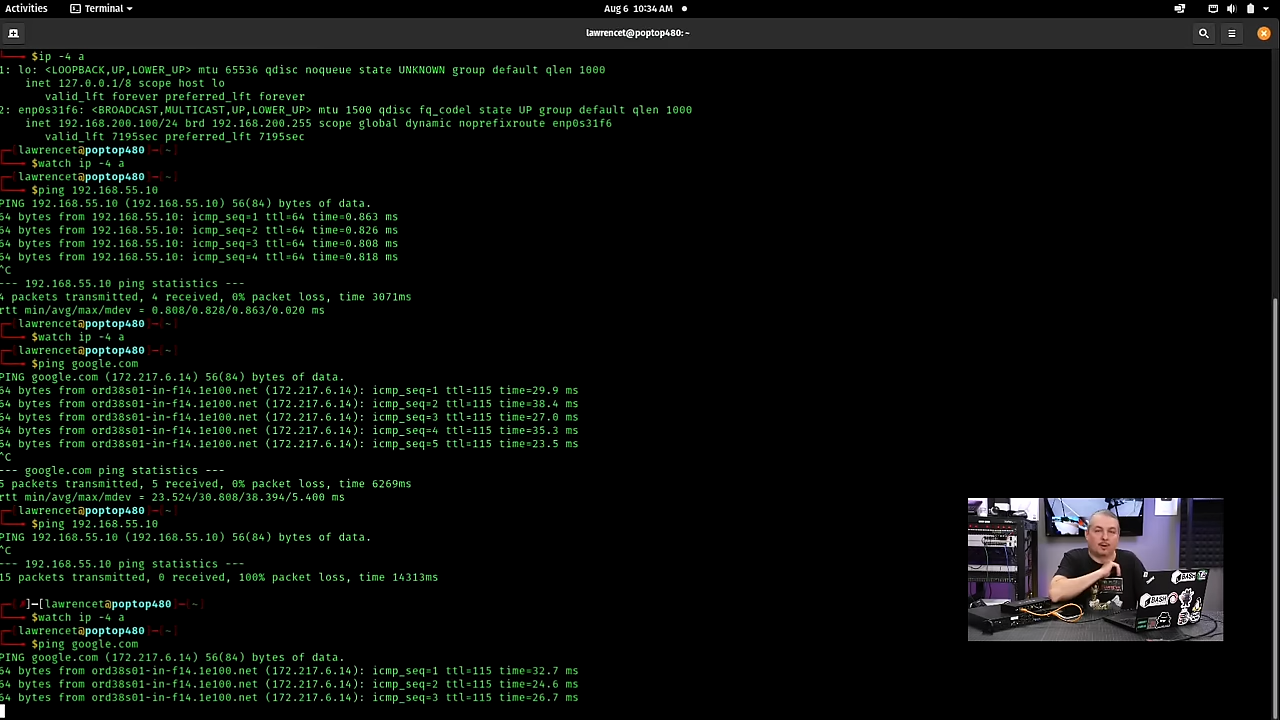 Activities
Terminal
Aug 6 10:34 AM
lawrencet@poptop480: ~
$ip -4 a
1: lo: <LOOPBACK,UP,LOWER_UP> mtu 65536 qdisc noqueue state UNKNOWN group default qlen 1000
inet 127.0.0.1/8 scope host lo
valid_lft forever preferred_lft forever
2: enp0s31f6: <BROADCAST,MULTICAST,UP,LOWER_UP> mtu 1500 qdisc fq_codel state UP group default qlen 1000
inet 192.168.200.100/24 brd 192.168.200.255 scope global dynamic noprefixroute enp0s31f6
valid_lft 7195sec preferred_lft 7195sec
lawrencet@poptop480 ~
$watch ip -4 a
lawrencet@poptop480 ~
$ping 192.168.55.10
PING 192.168.55.10 (192.168.55.10) 56(84) bytes of data.
64 bytes from 192.168.55.10: icmp_seq=1 ttl=64 time=0.863 ms
64 bytes from 192.168.55.10: icmp_seq=2 ttl=64 time=0.826 ms
64 bytes from 192.168.55.10: icmp_seq=3 ttl=64 time=0.808 ms
64 bytes from 192.168.55.10: icmp_seq=4 ttl=64 time=0.818 ms
^C
--- 192.168.55.10 ping statistics ---
4 packets transmitted, 4 received, 0% packet loss, time 3071ms
rtt min/avg/max/mdev = 0.808/0.828/0.863/0.020 ms
lawrencet@poptop480 ~
$watch ip -4 a
lawrencet@poptop480 ~
$ping google.com
PING google.com (172.217.6.14) 56(84) bytes of data.
64 bytes from ord38s01-in-f14.1e100.net (172.217.6.14): icmp_seq=1 ttl=115 time=29.9 ms
64 bytes from ord38s01-in-f14.1e100.net (172.217.6.14): icmp_seq=2 ttl=115 time=38.4 ms
64 bytes from ord38s01-in-f14.1e100.net (172.217.6.14): icmp_seq=3 ttl=115 time=27.0 ms
64 bytes from ord38s01-in-f14.1e100.net (172.217.6.14): icmp_seq=4 ttl=115 time=35.3 ms
64 bytes from ord38s01-in-f14.1e100.net (172.217.6.14): icmp_seq=5 ttl=115 time=23.5 ms
^C
--- google.com ping statistics ---
5 packets transmitted, 5 received, 0% packet loss, time 6269ms
rtt min/avg/max/mdev = 23.524/30.808/38.394/5.400 ms
lawrencet@poptop480 ~
$ping 192.168.55.10
PING 192.168.55.10 (192.168.55.10) 56(84) bytes of data.
^C
--- 192.168.55.10 ping statistics ---
15 packets transmitted, 0 received, 100% packet loss, time 14313ms
[✗]─[lawrencet@poptop480 ~
$watch ip -4 a
lawrencet@poptop480 ~
$ping google.com
PING google.com (172.217.6.14) 56(84) bytes of data.
64 bytes from ord38s01-in-f14.1e100.net (172.217.6.14): icmp_seq=1 ttl=115 time=32.7 ms
64 bytes from ord38s01-in-f14.1e100.net (172.217.6.14): icmp_seq=2 ttl=115 time=24.6 ms
64 bytes from ord38s01-in-f14.1e100.net (172.217.6.14): icmp_seq=3 ttl=115 time=26.7 ms
BASH
BASH